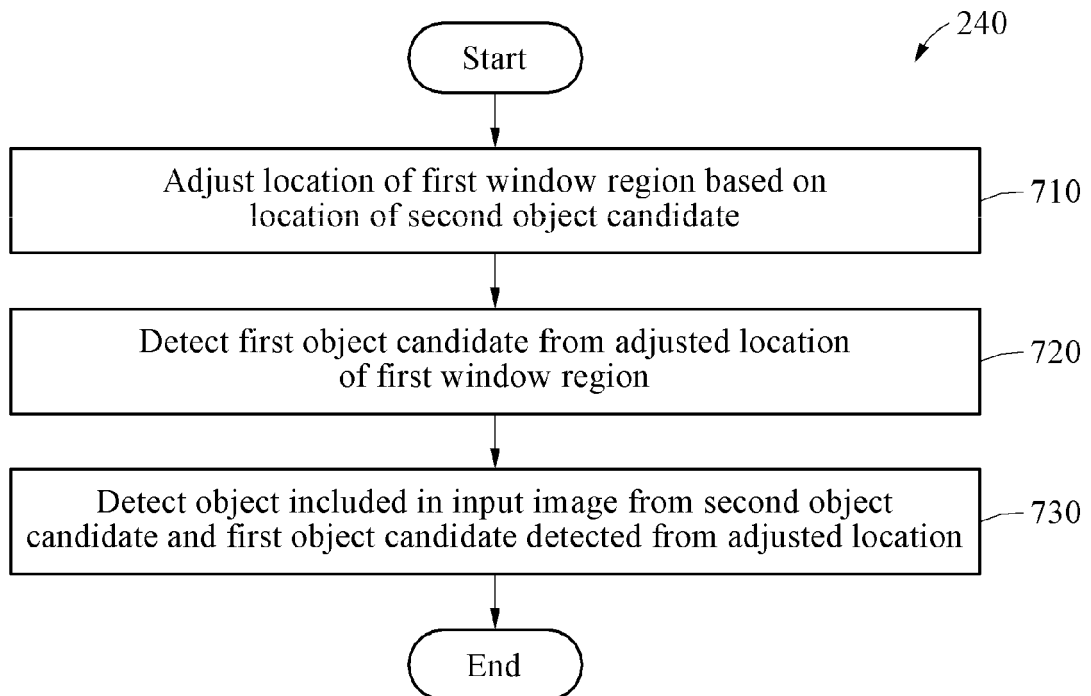 240
Start
Adjust location of first window region based on
location of second object candidate
710
Detect first object candidate from adjusted location
of first window region
720
Detect object included in input image from second object
candidate and first object candidate detected from adjusted location
730
End